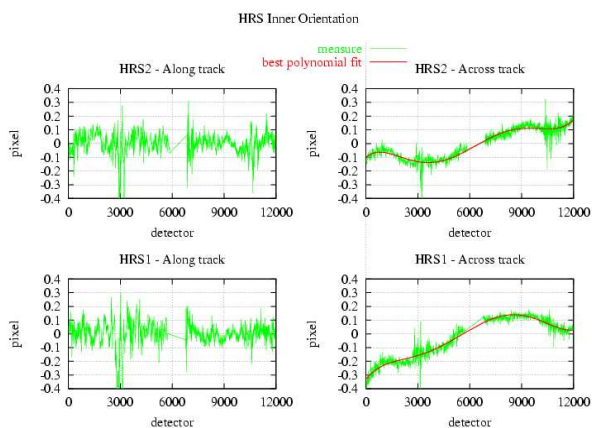 HRS Inner Orientation
measure
best polynomial fit
HRS2 - Along track
HRS2 - Across track
0.4
0.3
0.2
0.1
0
-0.1
-0.2
-0.3
-0.4
pixel
0 3000 6000 9000 12000
detector
0.4
0.3
0.2
0.1
0
-0.1
-0.2
-0.3
-0.4
pixel
0 3000 6000 9000 12000
detector
HRS1 - Along track
HRS1 - Across track
0.4
0.3
0.2
0.1
0
-0.1
-0.2
-0.3
-0.4
pixel
0 3000 6000 9000 12000
detector
0.4
0.3
0.2
0.1
0
-0.1
-0.2
-0.3
-0.4
pixel
0 3000 6000 9000 12000
detector